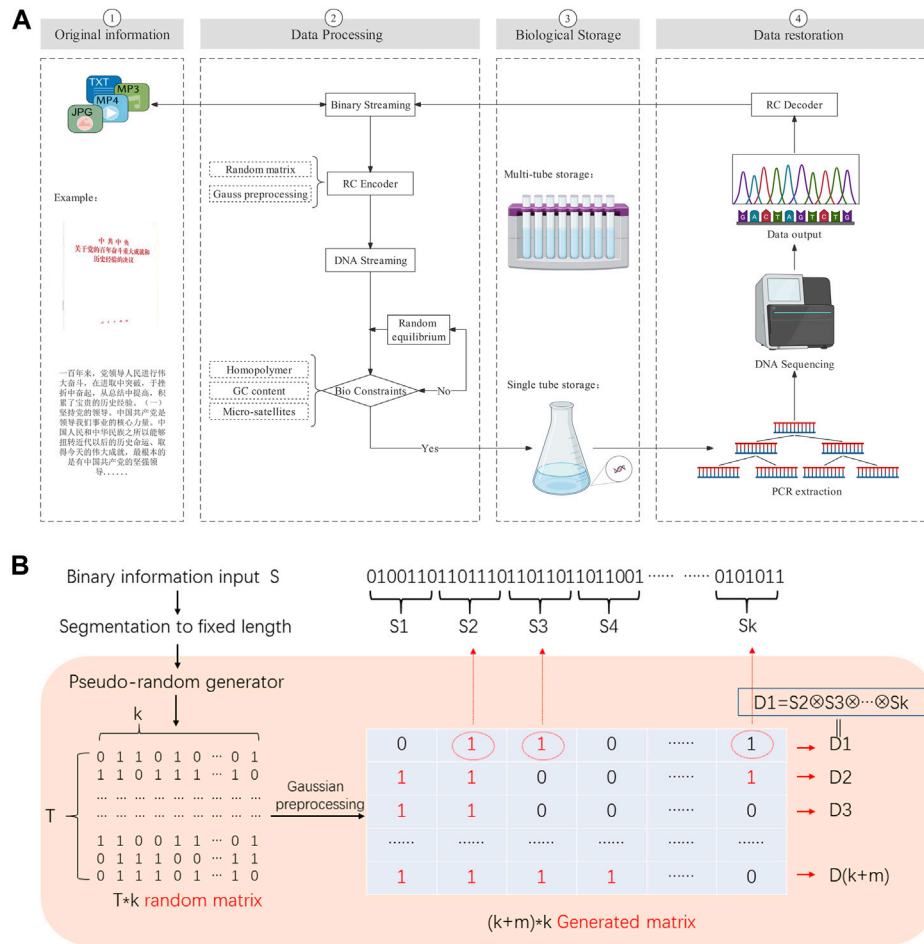 A
1
Original information
2
Data Processing
3
Biological Storage
4
Data restoration
TXT
MP3
MP4
JPG
Example:
中共中央
关于党的百年奋斗重大成就和
历史经验的决议
人民出版社
一百年来，党领导人民进行伟
大奋斗，在进取中突破，于挫
折中奋起，从总结中提高，积
累了宝贵的历史经验。（一）
坚持党的领导。中国共产党是
领导我们事业的核心力量。中
国人民和中华民族之所以能够
扭转近代以后的历史命运、取
得今天的伟大成就，最根本的
是有中国共产党的坚强领
导......
Binary Streaming
Random matrix
Gauss preprocessing
RC Encoder
DNA Streaming
Random
equilibrium
Homopolymer
GC content
Micro-satellites
Bio Constraints
No
Yes
Multi-tube storage:
Single tube storage:
RC Decoder
G A C T A G T C T G
Data output
DNA Sequencing
PCR extraction
B
Binary information input S
Segmentation to fixed length
Pseudo-random generator
k
T
0 1 1 0 1 0 ··· 0 1
1 1 0 1 1 1 ··· 1 0
··· ··· ··· ··· ··· ··· ··· ··· ···
··· ··· ··· ··· ··· ··· ··· ··· ···
1 1 1 0 1 1 ··· 0 1
0 1 1 1 0 0 ··· 1 1
0 1 1 1 0 1 ··· 1 0
T*k random matrix
Gaussian
preprocessing
0100110110111011011011011001 ...... ...... 0101011
S1 S2 S3 S4 Sk
D1=S2⊗S3⊗···⊗Sk
0 1 1 0 ...... 1 D1
1 1 0 0 ...... 1 D2
1 1 0 0 ...... 0 D3
...... ...... ...... ...... ...... ......
1 1 1 1 ...... 0 D(k+m)
(k+m)*k Generated matrix